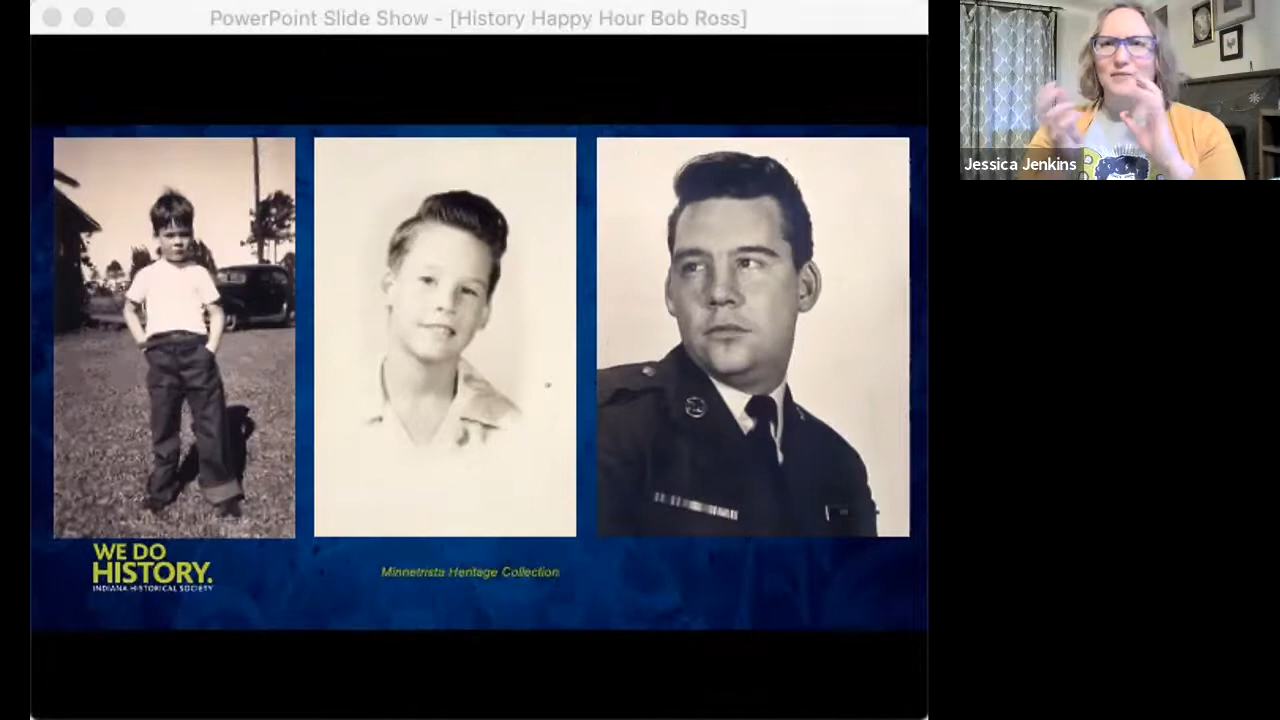 PowerPoint Slide Show - [History Happy Hour Bob Ross]
Jessica Jenkins
WE DO
HISTORY.
INDIANA HISTORICAL SOCIETY
Minnetrista Heritage Collection